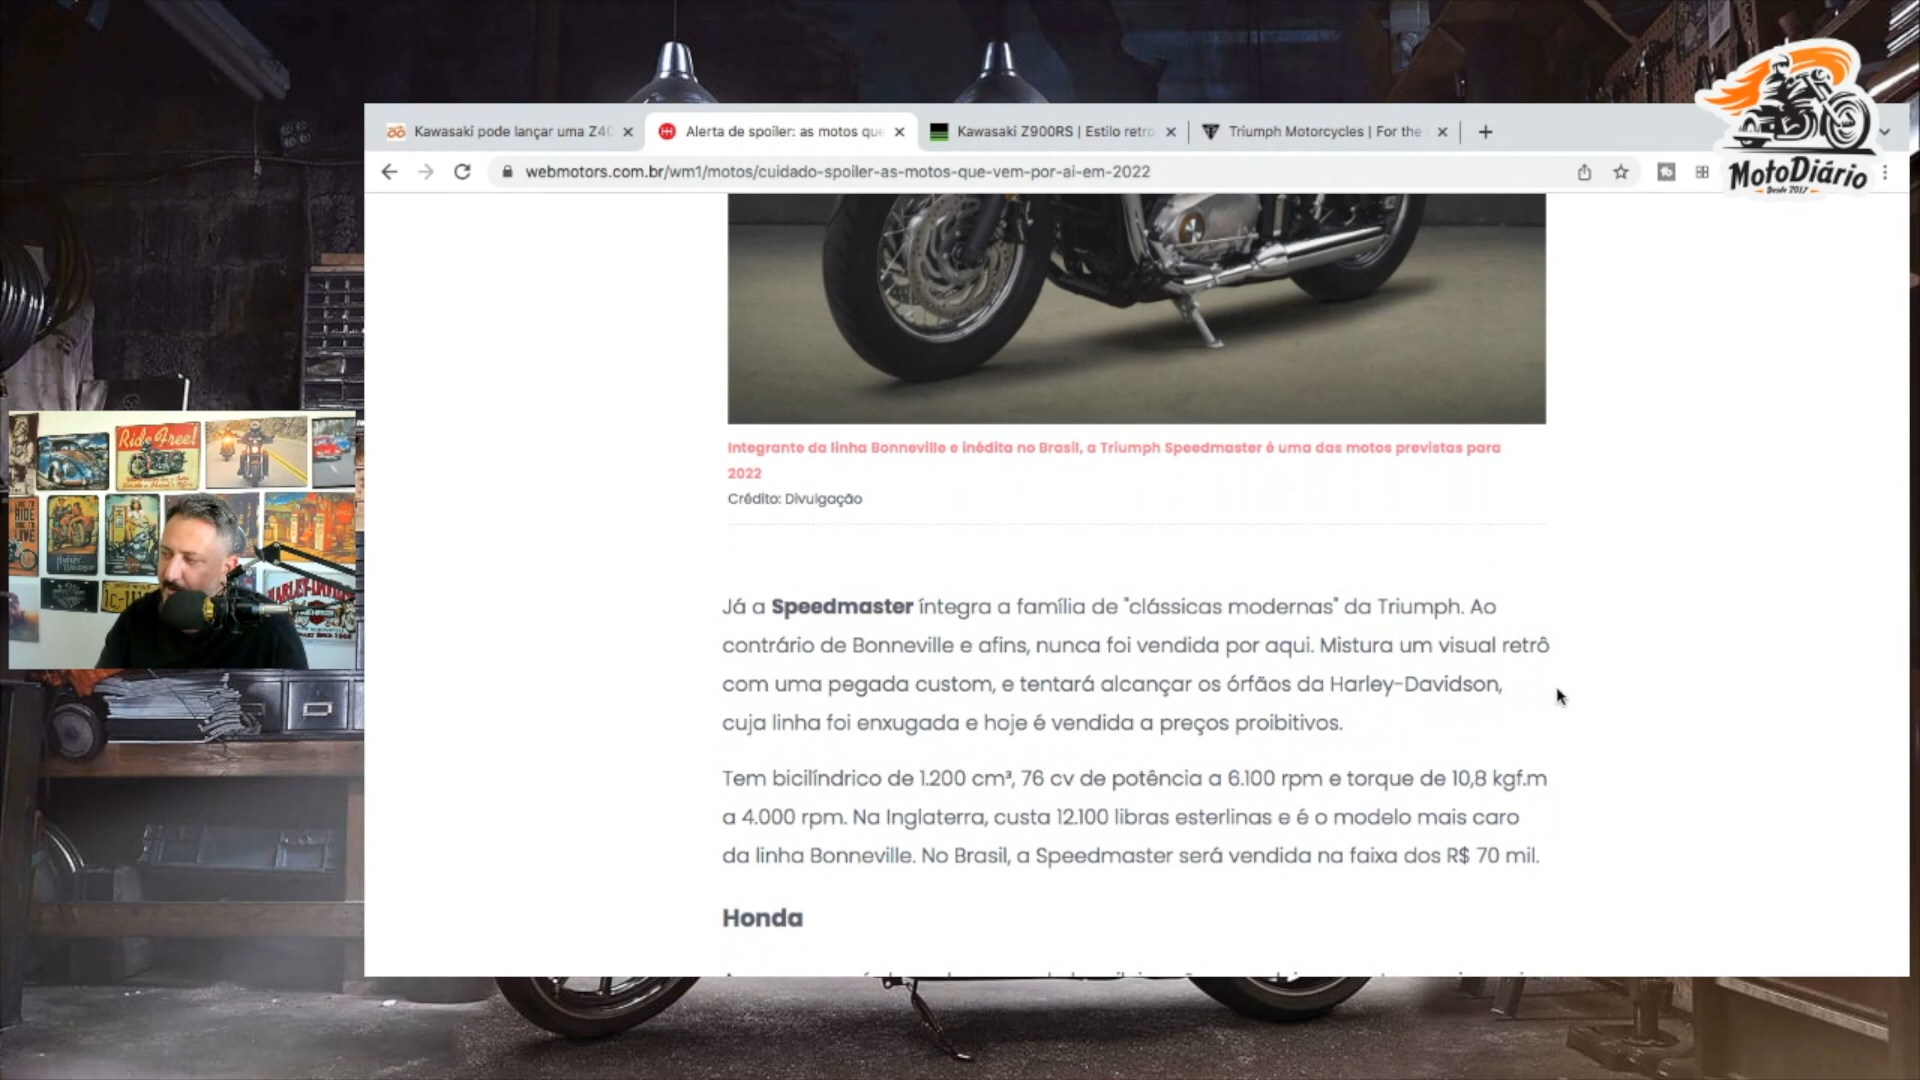 Kawasaki pode lançar uma Z40
Alerta de spoiler: as motos que
Kawasaki Z900RS | Estilo retro
Triumph Motorcycles | For the
webmotors.com.br/wm1/motos/cuidado-spoiler-as-motos-que-vem-por-ai-em-2022
MotoDiário
Desde 2017
Integrante da linha Bonneville e inédita no Brasil, a Triumph Speedmaster é uma das motos previstas para
2022
Crédito: Divulgação
Já a Speedmaster integra a família de "clássicas modernas" da Triumph. Ao
contrário de Bonneville e afins, nunca foi vendida por aqui. Mistura um visual retrô
com uma pegada custom, e tentará alcançar os órfãos da Harley-Davidson,
cuja linha foi enxugada e hoje é vendida a preços proibitivos.
Tem bicilíndrico de 1.200 cm³, 76 cv de potência a 6.100 rpm e torque de 10,8 kgf.m
a 4.000 rpm. Na Inglaterra, custa 12.100 libras esterlinas e é o modelo mais caro
da linha Bonneville. No Brasil, a Speedmaster será vendida na faixa dos R$ 70 mil.
Honda
Ride Free!
RIDE
LIVE